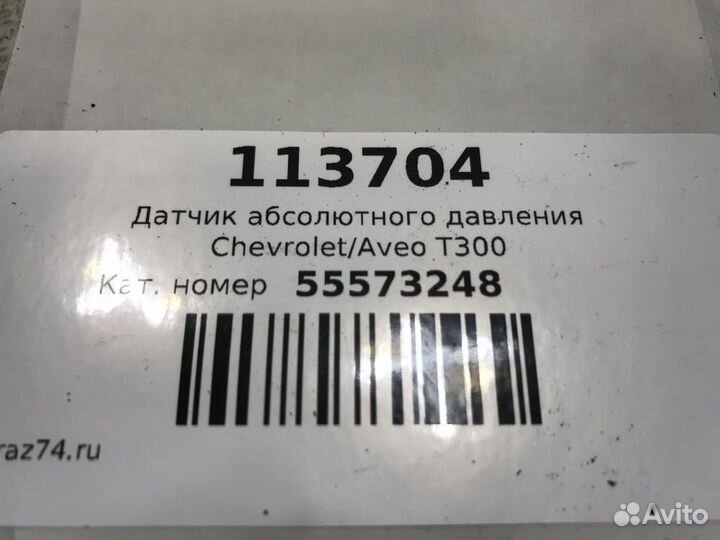 113704
Датчик абсолютного давления
Chevrolet/Aveo T300
Кат. номер 55573248
raz74.ru
Avito